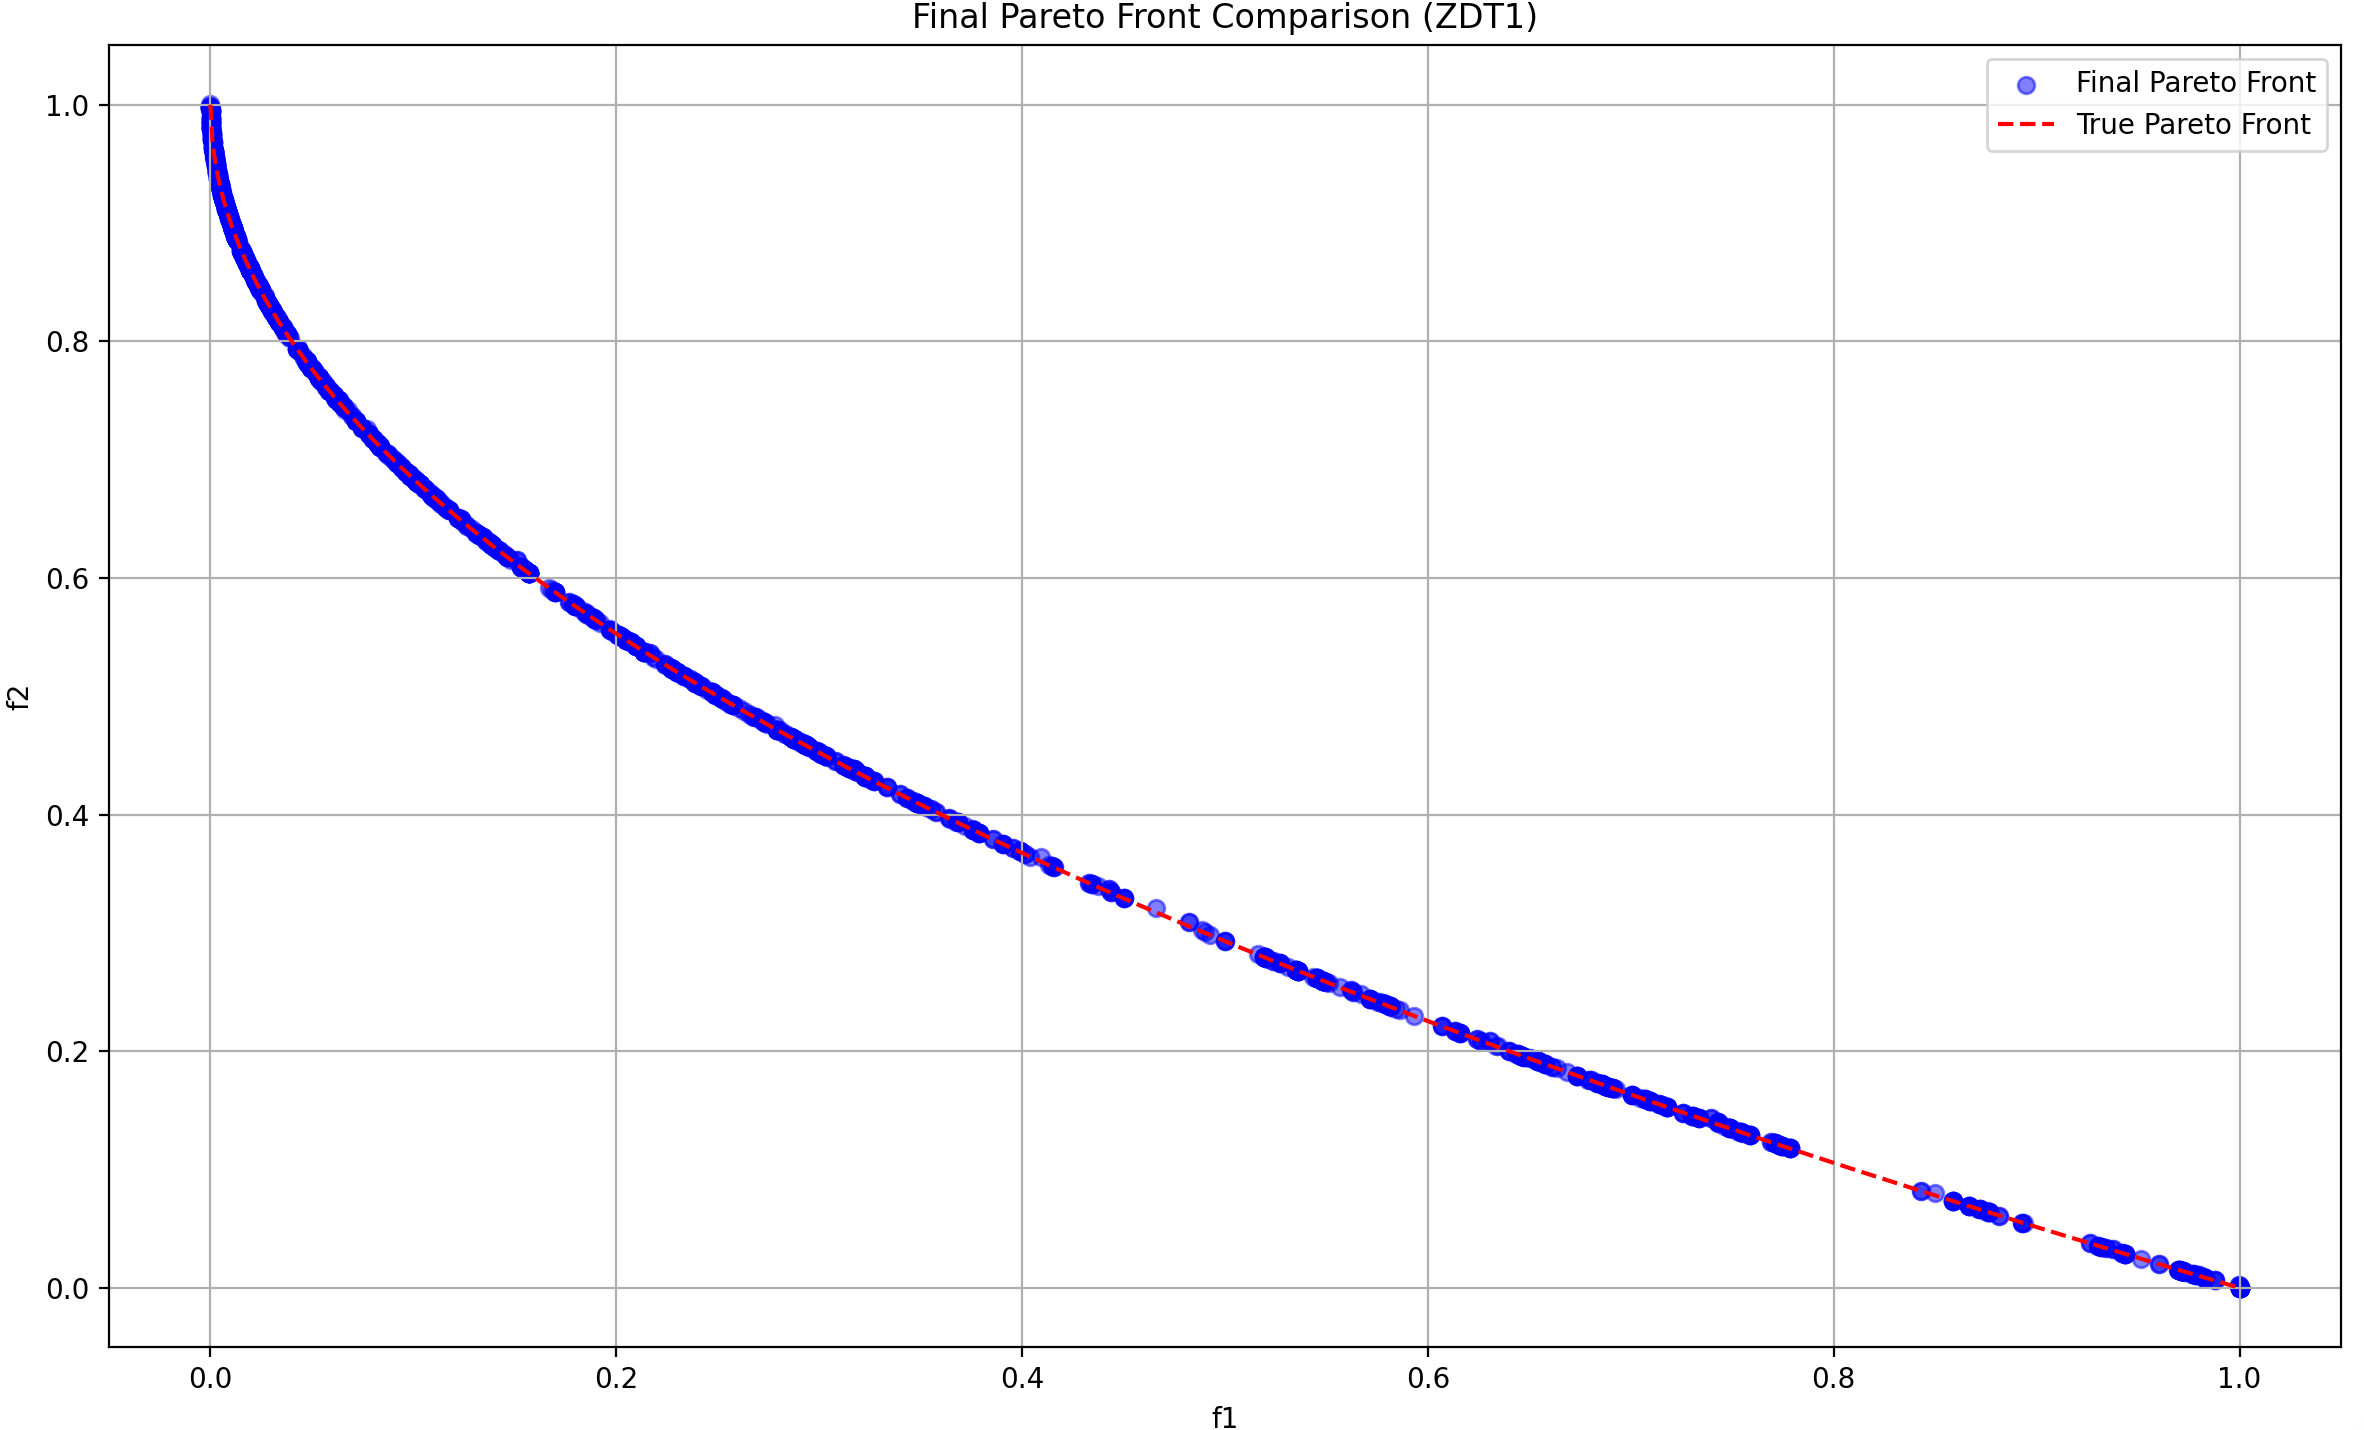 Final Pareto Front Comparison (ZDT1)
Final Pareto Front
True Pareto Front
1.0
0.8
0.6
0.4
0.2
0.0
f2
0.0 0.2 0.4 0.6 0.8 1.0
f1